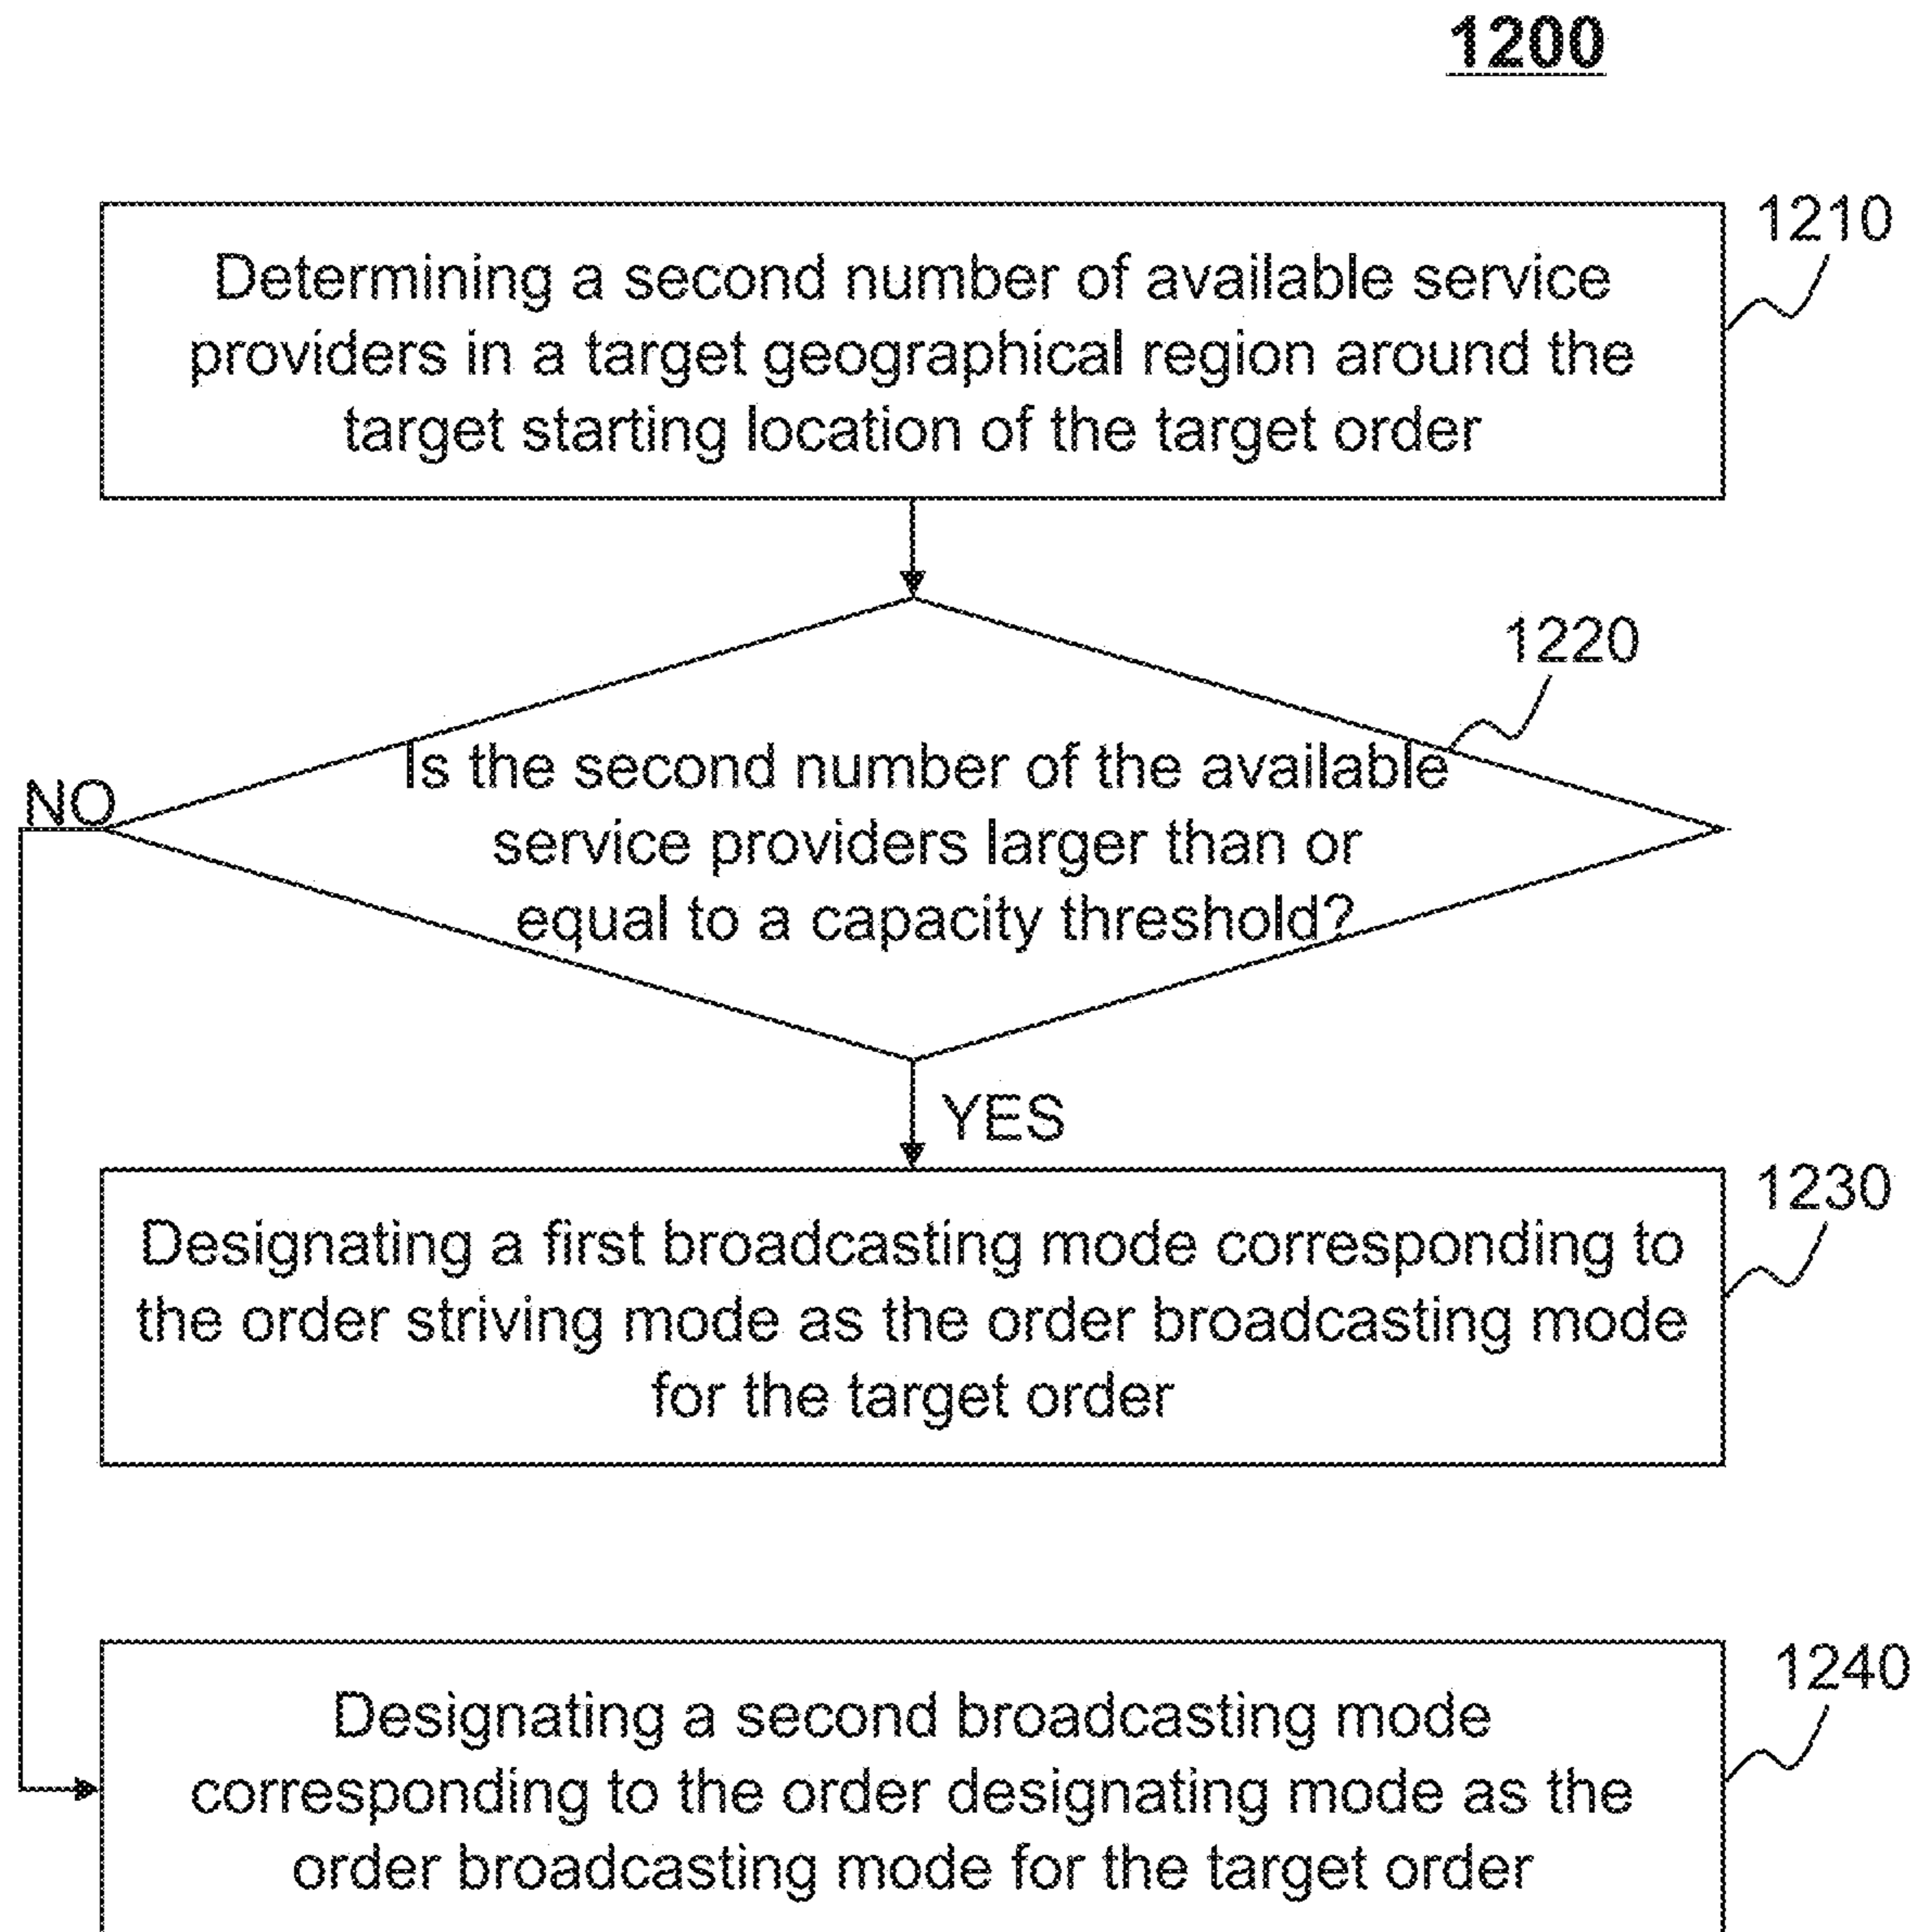 1200
1210
Determining a second number of available service
providers in a target geographical region around the
target starting location of the target order
1220
Is the second number of the available
service providers larger than or
equal to a capacity threshold?
NO
YES
1230
Designating a first broadcasting mode corresponding to
the order striving mode as the order broadcasting mode
for the target order
1240
Designating a second broadcasting mode
corresponding to the order designating mode as the
order broadcasting mode for the target order